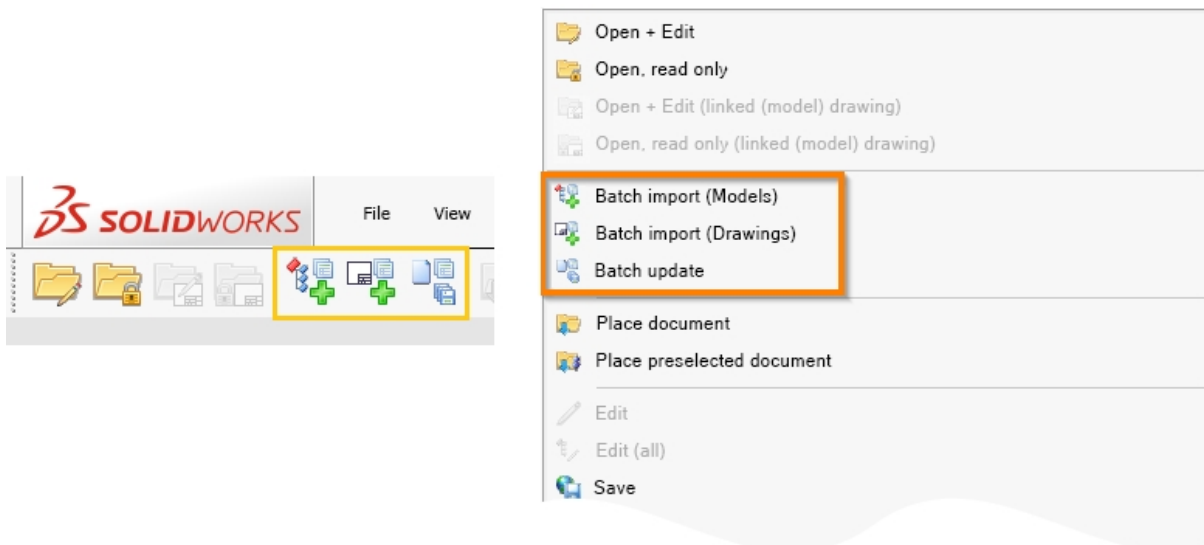 SOLIDWORKS File View
Open + Edit
Open, read only
Open + Edit (linked (model) drawing)
Open, read only (linked (model) drawing)
Batch import (Models)
Batch import (Drawings)
Batch update
Place document
Place preselected document
Edit
Edit (all)
Save